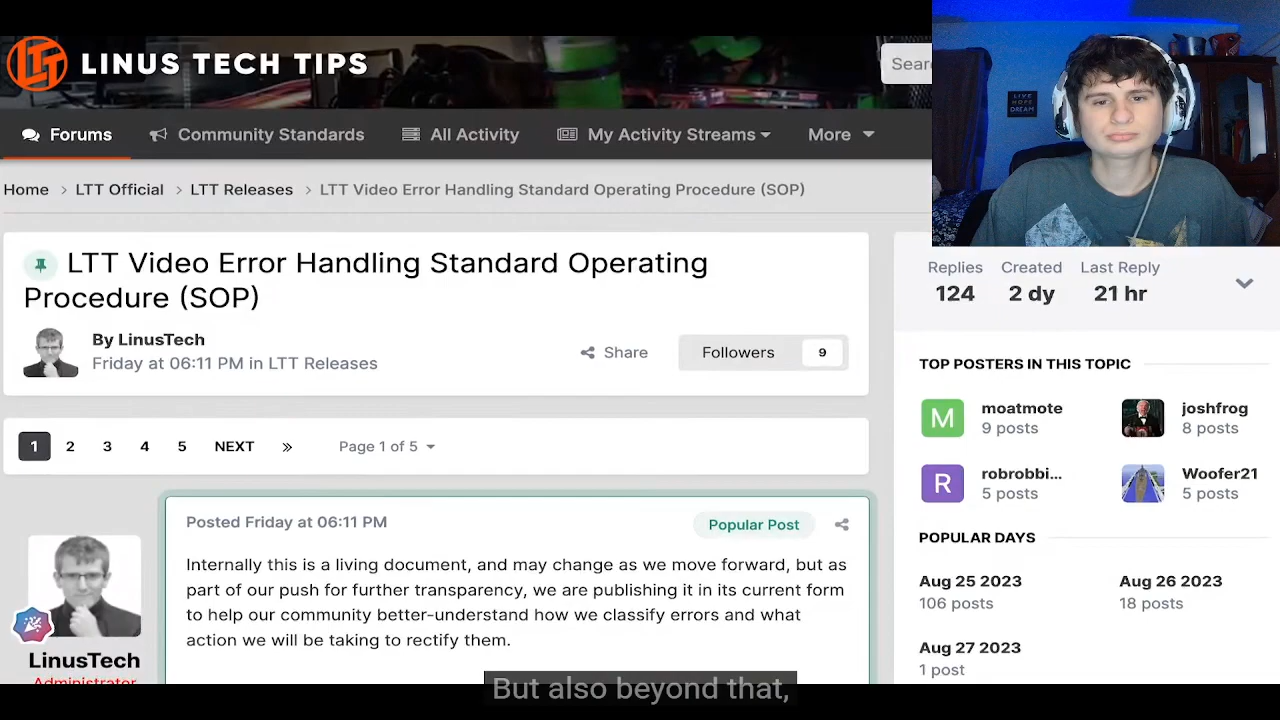 LTT LINUS TECH TIPS
Sear
Forums Community Standards All Activity My Activity Streams More
LIVE
HOPE
DREAM
Home > LTT Official > LTT Releases > LTT Video Error Handling Standard Operating Procedure (SOP)
LTT Video Error Handling Standard Operating
Procedure (SOP)
By LinusTech
Friday at 06:11 PM in LTT Releases
Share
Followers 9
1 2 3 4 5 NEXT » Page 1 of 5
Posted Friday at 06:11 PM
Popular Post
Internally this is a living document, and may change as we move forward, but as
part of our push for further transparency, we are publishing it in its current form
to help our community better-understand how we classify errors and what
action we will be taking to rectify them.
LinusTech
Administrator
Replies Created Last Reply
124 2 dy 21 hr
TOP POSTERS IN THIS TOPIC
M moatmote
9 posts
joshfrog
8 posts
R robrobbi...
5 posts
Woofer21
5 posts
POPULAR DAYS
Aug 25 2023
106 posts
Aug 26 2023
18 posts
Aug 27 2023
1 post
But also beyond that,